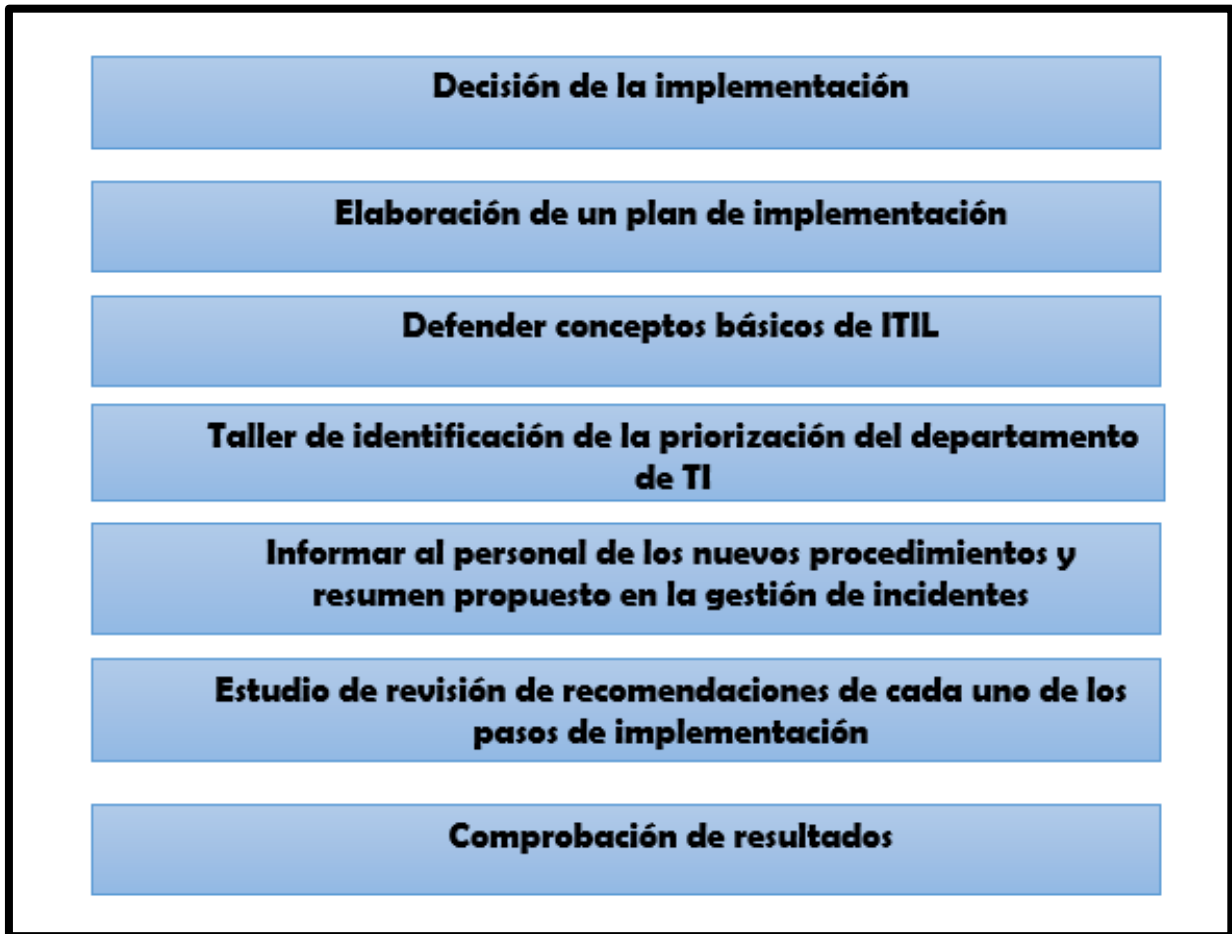 Decisión de la implementación
Elaboración de un plan de implementación
Defender conceptos básicos de ITIL
Taller de identificación de la priorización del departamento
de TI
Informar al personal de los nuevos procedimientos y
resumen propuesto en la gestión de incidentes
Estudio de revisión de recomendaciones de cada uno de los
pasos de implementación
Comprobación de resultados